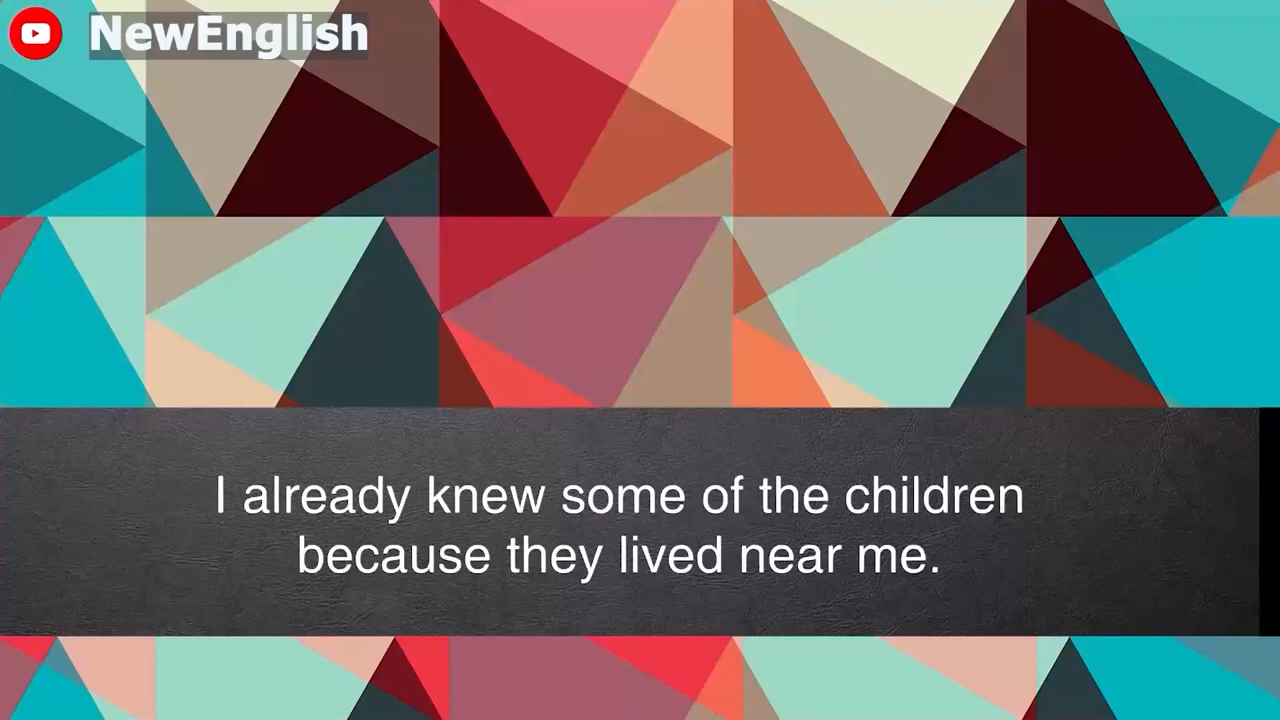 NewEnglish
I already knew some of the children
because they lived near me.